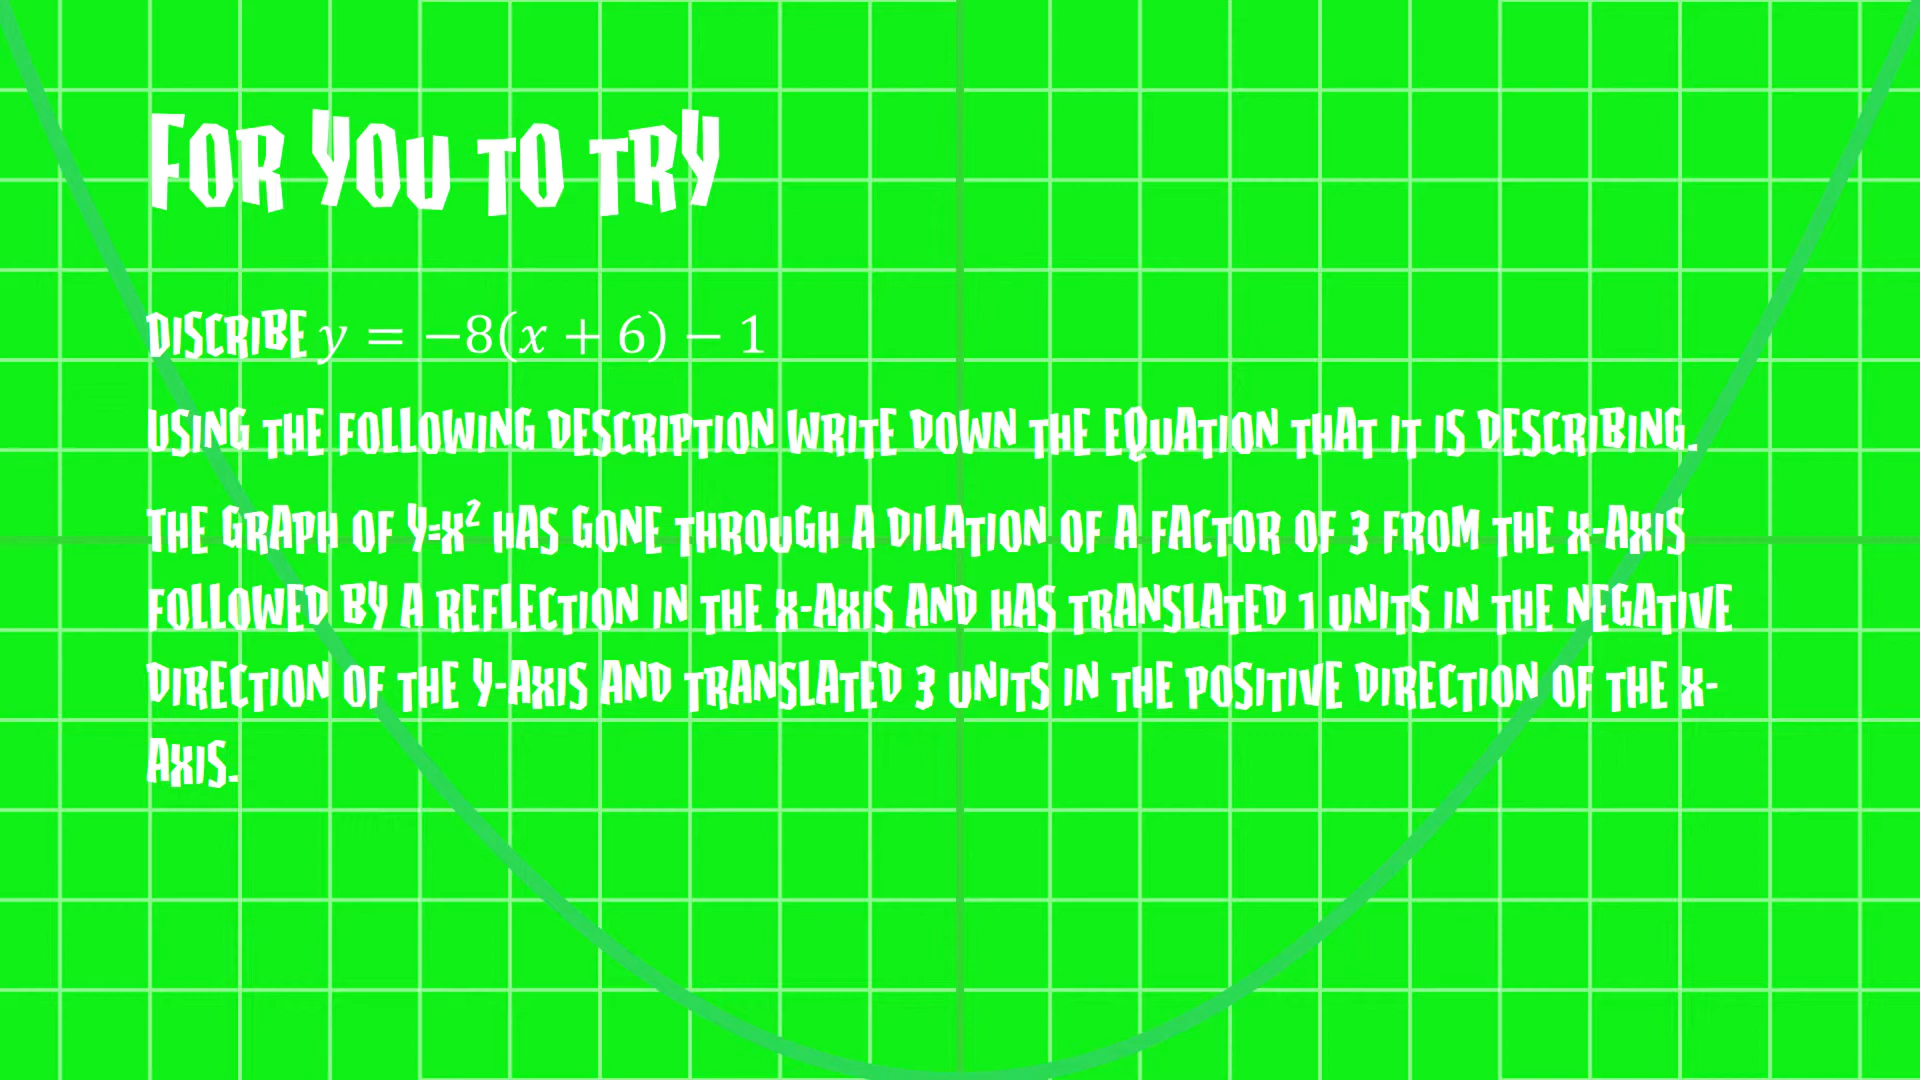 FOR YOU TO TRY
DISCRIBE y = −8(x + 6) − 1
USING THE FOLLOWING DESCRIPTION WRITE DOWN THE EQUATION THAT IT IS DESCRIBING.
THE GRAPH OF Y=X² HAS GONE THROUGH A DILATION OF A FACTOR OF 3 FROM THE X-AXIS
FOLLOWED BY A REFLECTION IN THE X-AXIS AND HAS TRANSLATED 1 UNITS IN THE NEGATIVE
DIRECTION OF THE Y-AXIS AND TRANSLATED 3 UNITS IN THE POSITIVE DIRECTION OF THE X-
AXIS.